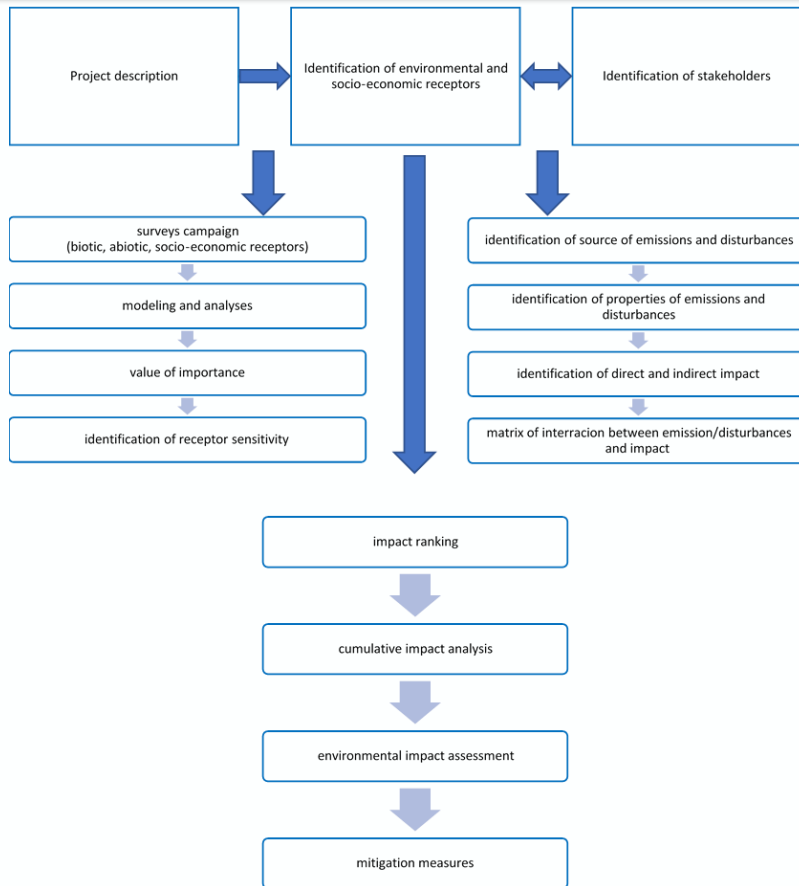 Project description
Identification of environmental and
socio-economic receptors
Identification of stakeholders
surveys campaign
(biotic, abiotic, socio-economic receptors)
modeling and analyses
value of importance
identification of receptor sensitivity
identification of source of emissions and disturbances
identification of properties of emissions and
disturbances
identification of direct and indirect impact
matrix of interracion between emission/disturbances
and impact
impact ranking
cumulative impact analysis
environmental impact assessment
mitigation measures